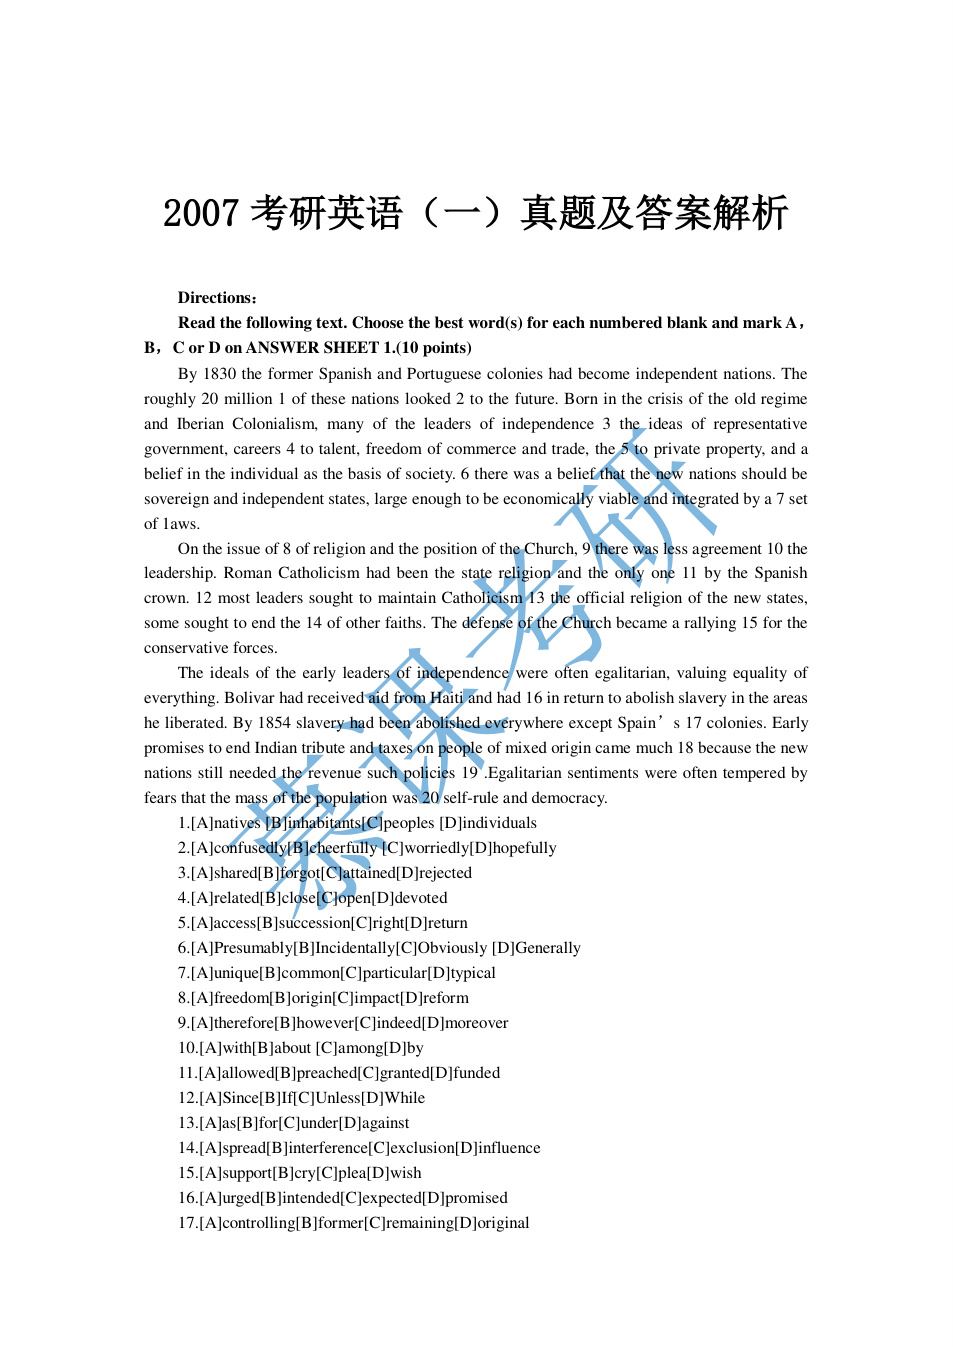 2007 考研英语（一）真题及答案解析
Directions：
Read the following text. Choose the best word(s) for each numbered blank and mark A，
B，C or D on ANSWER SHEET 1.(10 points)
By 1830 the former Spanish and Portuguese colonies had become independent nations. The
roughly 20 million 1 of these nations looked 2 to the future. Born in the crisis of the old regime
and Iberian Colonialism, many of the leaders of independence 3 the ideas of representative
government, careers 4 to talent, freedom of commerce and trade, the 5 to private property, and a
belief in the individual as the basis of society. 6 there was a belief that the new nations should be
sovereign and independent states, large enough to be economically viable and integrated by a 7 set
of 1aws.
On the issue of 8 of religion and the position of the Church, 9 there was less agreement 10 the
leadership. Roman Catholicism had been the state religion and the only one 11 by the Spanish
crown. 12 most leaders sought to maintain Catholicism 13 the official religion of the new states,
some sought to end the 14 of other faiths. The defense of the Church became a rallying 15 for the
conservative forces.
The ideals of the early leaders of independence were often egalitarian, valuing equality of
everything. Bolivar had received aid from Haiti and had 16 in return to abolish slavery in the areas
he liberated. By 1854 slavery had been abolished everywhere except Spain’s 17 colonies. Early
promises to end Indian tribute and taxes on people of mixed origin came much 18 because the new
nations still needed the revenue such policies 19 .Egalitarian sentiments were often tempered by
fears that the mass of the population was 20 self-rule and democracy.
1.[A]natives [B]inhabitants[C]peoples [D]individuals
2.[A]confusedly[B]cheerfully [C]worriedly[D]hopefully
3.[A]shared[B]forgot[C]attained[D]rejected
4.[A]related[B]close[C]open[D]devoted
5.[A]access[B]succession[C]right[D]return
6.[A]Presumably[B]Incidentally[C]Obviously [D]Generally
7.[A]unique[B]common[C]particular[D]typical
8.[A]freedom[B]origin[C]impact[D]reform
9.[A]therefore[B]however[C]indeed[D]moreover
10.[A]with[B]about [C]among[D]by
11.[A]allowed[B]preached[C]granted[D]funded
12.[A]Since[B]If[C]Unless[D]While
13.[A]as[B]for[C]under[D]against
14.[A]spread[B]interference[C]exclusion[D]influence
15.[A]support[B]cry[C]plea[D]wish
16.[A]urged[B]intended[C]expected[D]promised
17.[A]controlling[B]former[C]remaining[D]original
慕课考研